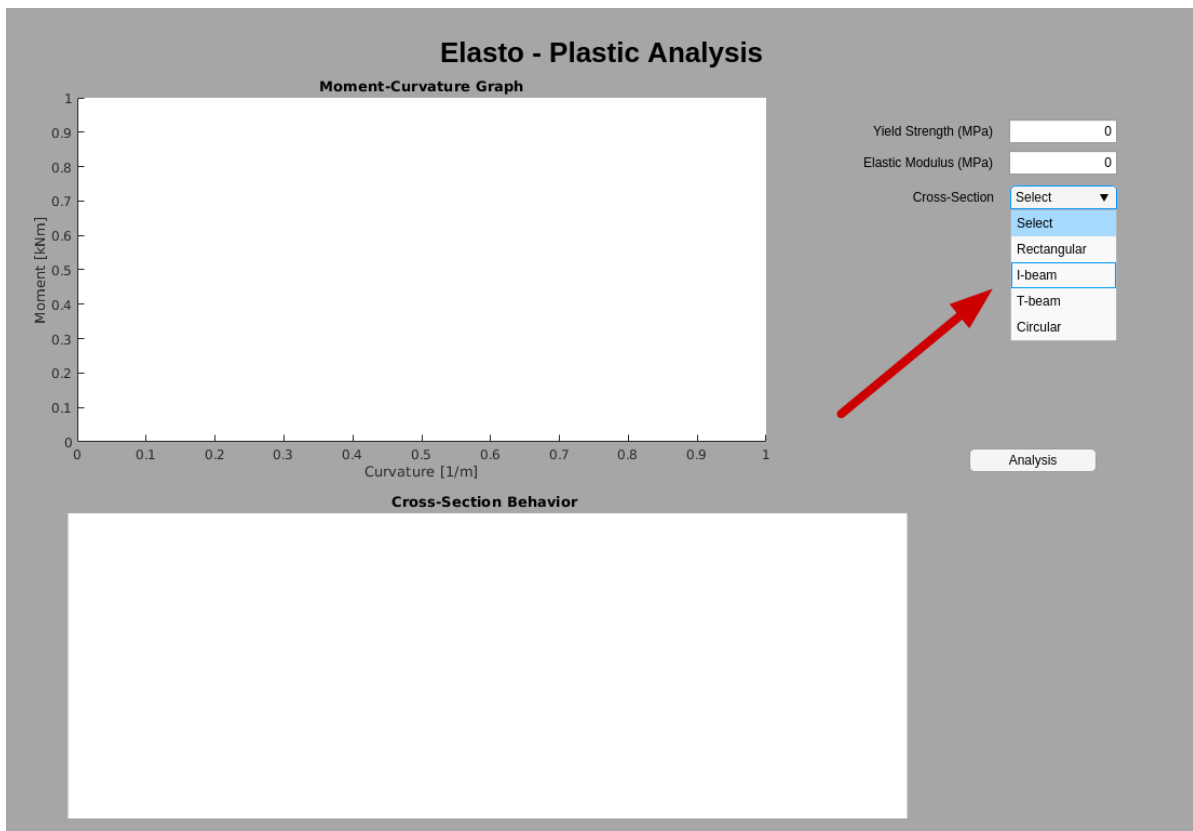 Elasto - Plastic Analysis
Moment-Curvature Graph
1
0.9
0.8
0.7
0.6
0.5
0.4
0.3
0.2
0.1
0
Moment [kNm]
0 0.1 0.2 0.3 0.4 0.5 0.6 0.7 0.8 0.9 1
Curvature [1/m]
Yield Strength (MPa) 0
Elastic Modulus (MPa) 0
Cross-Section Select
Select
Rectangular
I-beam
T-beam
Circular
Analysis
Cross-Section Behavior